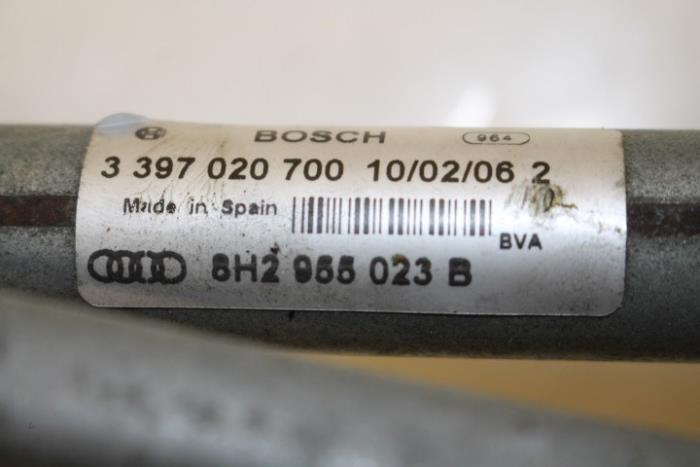 BOSCH 964
3 397 020 700 10/02/06 2
Made in Spain
BVA
8H2 955 023 B